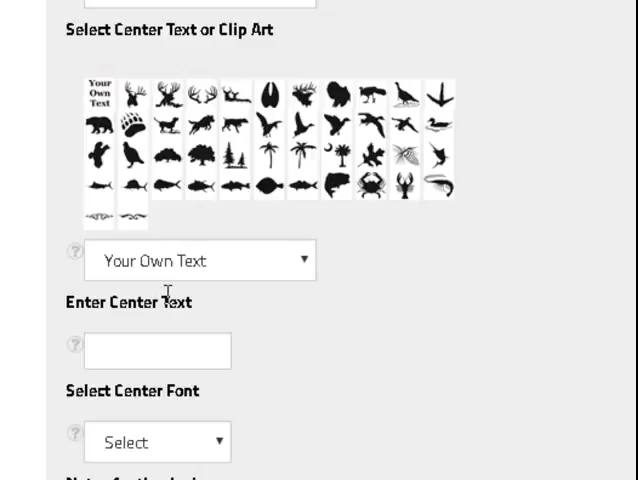 Select Center Text or Clip Art
Your
Own
Text
Your Own Text
Enter Center Text
Select Center Font
Select